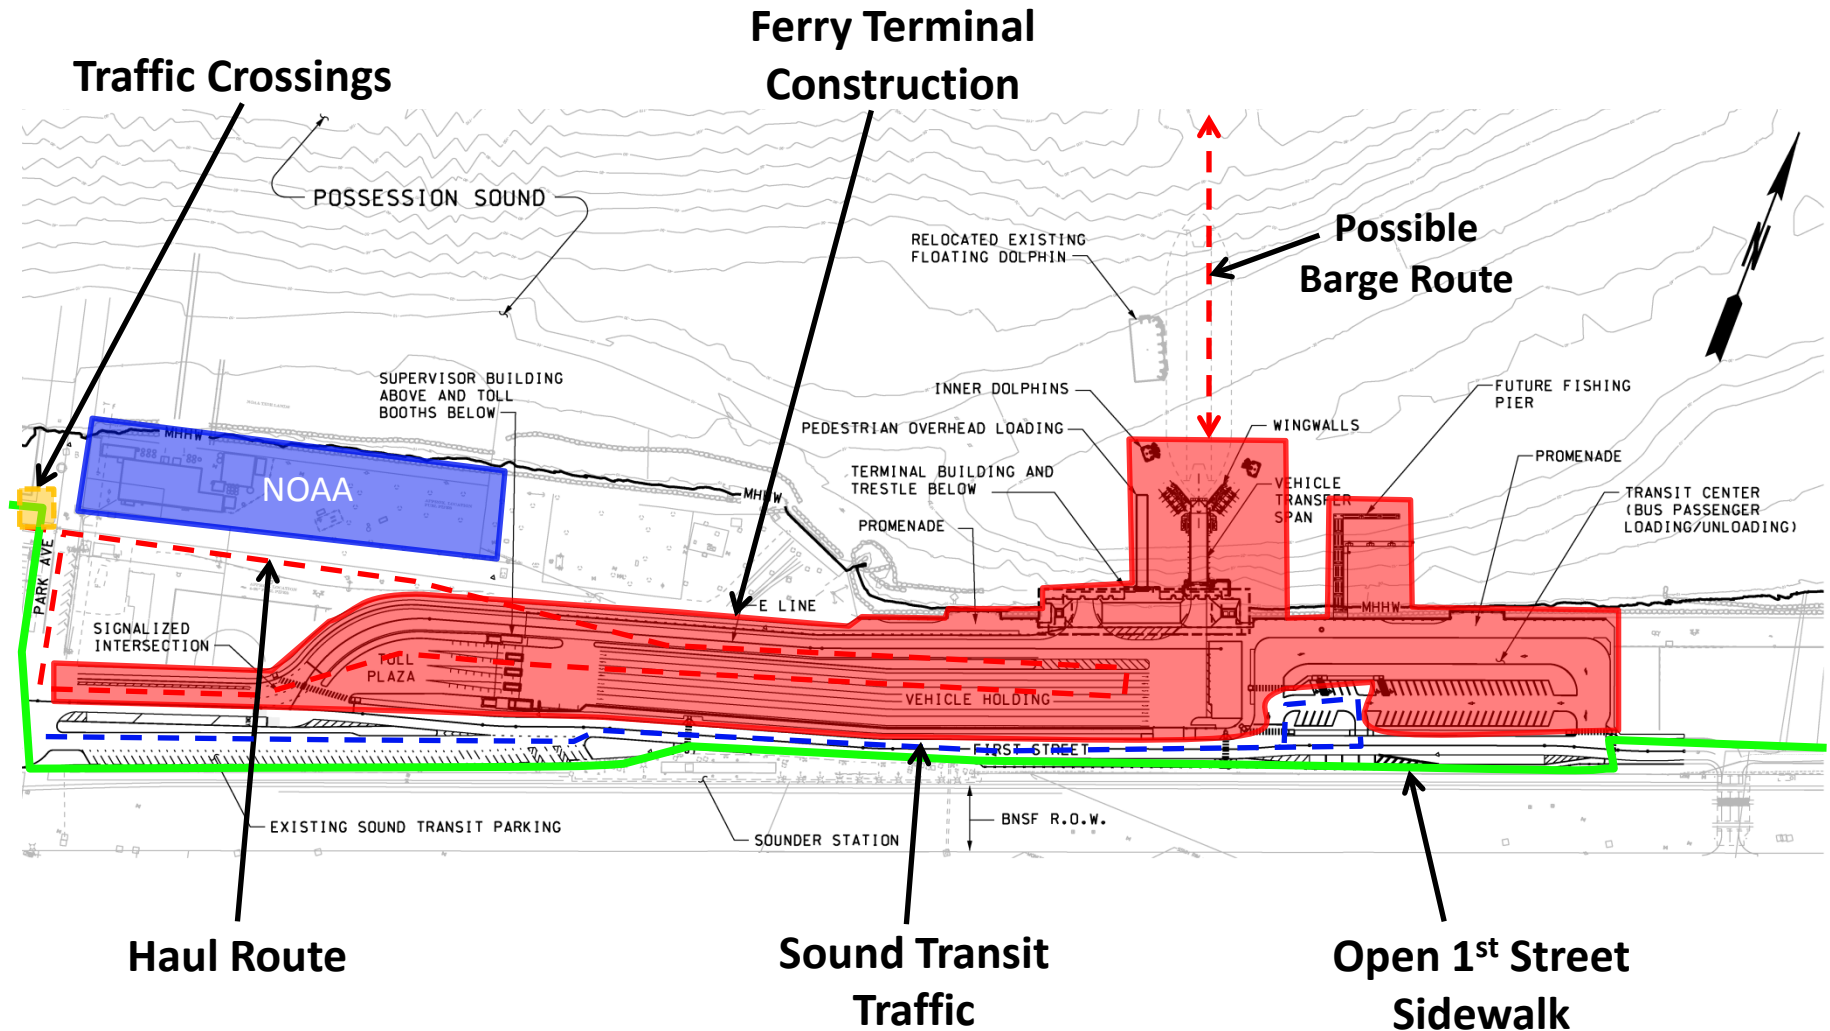 Ferry Terminal
Construction
Traffic Crossings
POSSESSION SOUND
RELOCATED EXISTING
FLOATING DOLPHIN
Possible
Barge Route
N
SUPERVISOR BUILDING
ABOVE AND TOLL
BOOTHS BELOW
INNER DOLPHINS
FUTURE FISHING
PIER
PEDESTRIAN OVERHEAD LOADING
WINGWALLS
MHHW
NOAA
MHHW
TERMINAL BUILDING AND
TRESTLE BELOW
VEHICLE
TRANSFER
SPAN
PROMENADE
TRANSIT CENTER
(BUS PASSENGER
LOADING/UNLOADING)
PROMENADE
PARK AVE
E LINE
MHHW
SIGNALIZED
INTERSECTION
TOLL
PLAZA
VEHICLE HOLDING
FIRST STREET
EXISTING SOUND TRANSIT PARKING
SOUNDER STATION
BNSF R.O.W.
Haul Route
Sound Transit
Traffic
Open 1st Street
Sidewalk